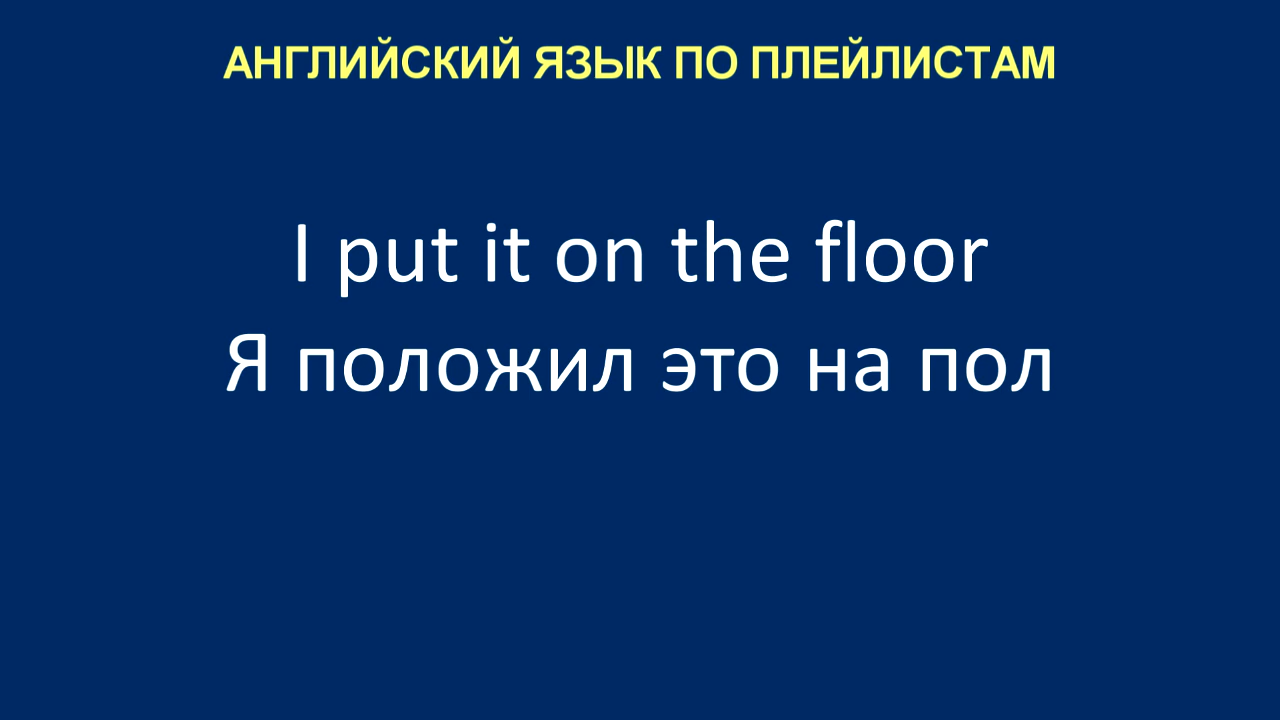 АНГЛИЙСКИЙ ЯЗЫК ПО ПЛЕЙЛИСТАМ
I put it on the floor
Я положил это на пол